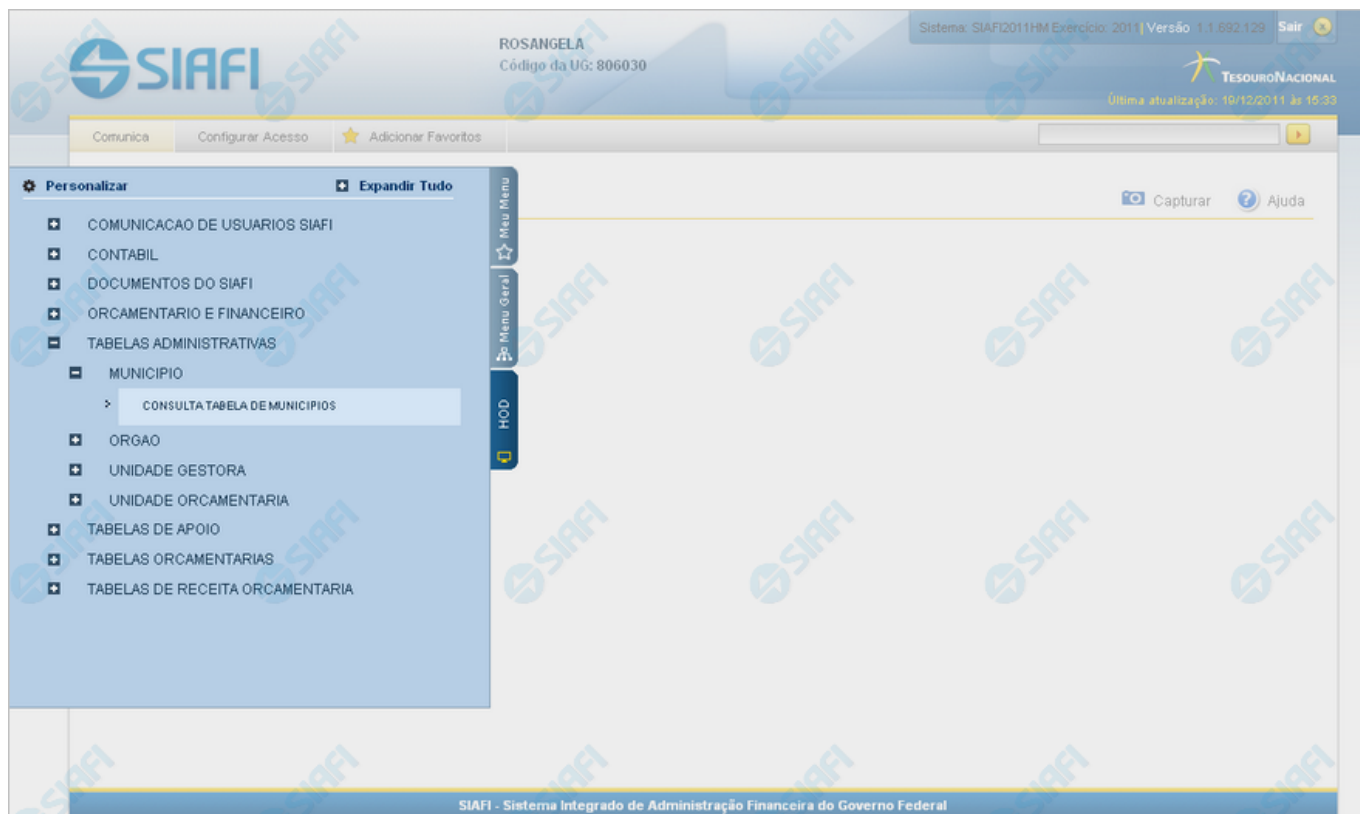 Sistema: SIAFI2011HM Exercício: 2011| Versão 1.1.692.129 Sair
SIAFI
ROSANGELA
Código da UG: 806030
TESOURONACIONAL
Última atualização: 19/12/2011 às 15:33
Comunica Configurar Acesso Adicionar Favoritos
Personalizar Expandir Tudo
Meu Menu
Capturar Ajuda
COMUNICACAO DE USUARIOS SIAFI
CONTABIL
DOCUMENTOS DO SIAFI
Menu Geral
ORCAMENTARIO E FINANCEIRO
TABELAS ADMINISTRATIVAS
MUNICIPIO
CONSULTA TABELA DE MUNICIPIOS
HOD
ORGAO
UNIDADE GESTORA
UNIDADE ORCAMENTARIA
TABELAS DE APOIO
TABELAS ORCAMENTARIAS
TABELAS DE RECEITA ORCAMENTARIA
SIAFI - Sistema Integrado de Administração Financeira do Governo Federal